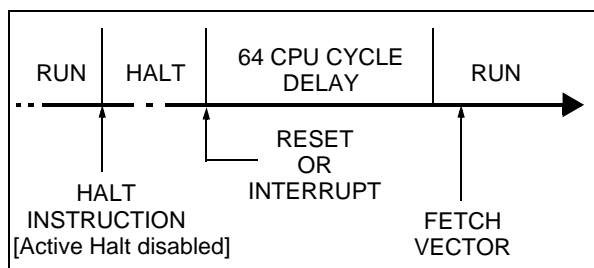 RUN
HALT
64 CPU CYCLE
DELAY
RUN
RESET
OR
INTERRUPT
HALT
INSTRUCTION
[Active Halt disabled]
FETCH
VECTOR